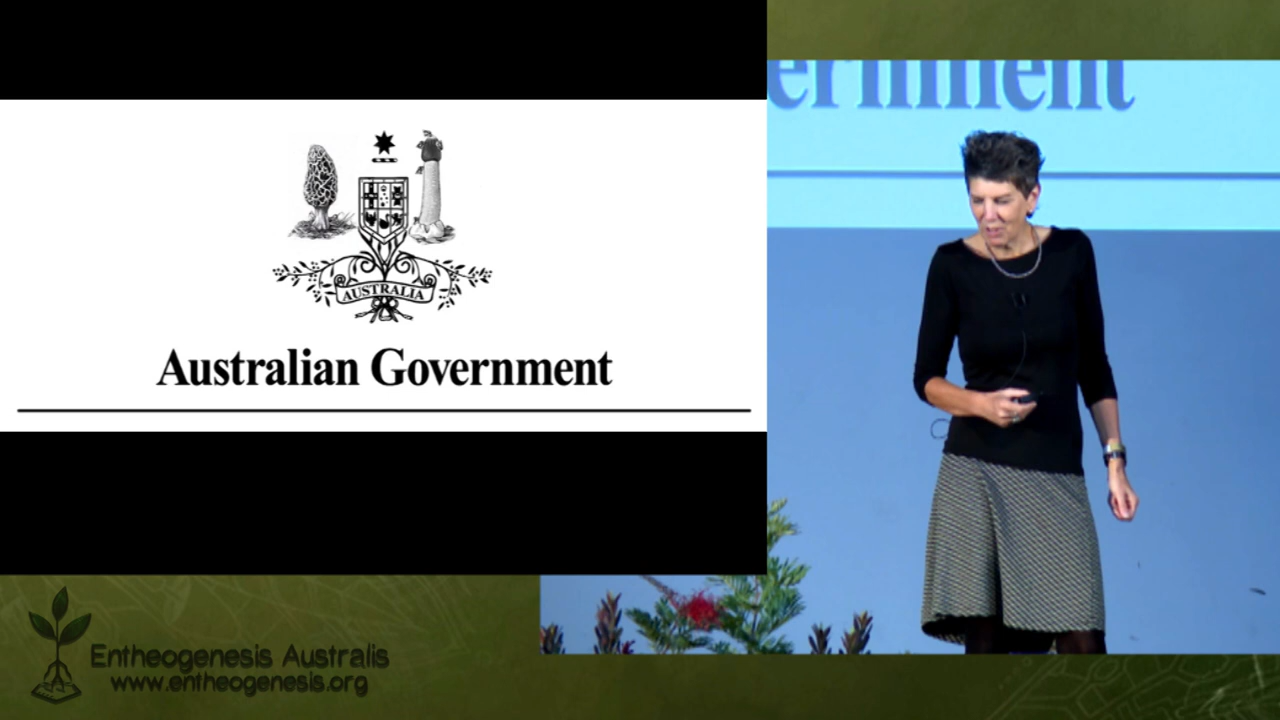 AUSTRALIA
Australian Government
ernment
Entheogenesis Australis
www.entheogenesis.org